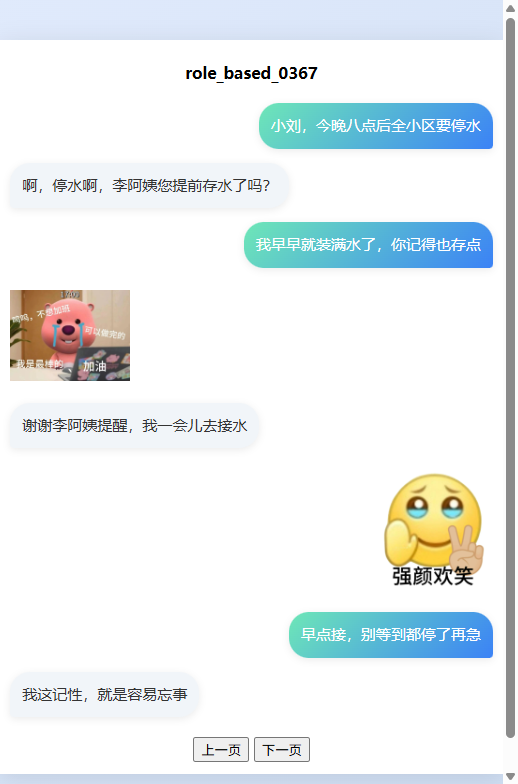 role_based_0367
小刘，今晚八点后全小区要停水
啊，停水啊，李阿姨您提前存水了吗？
我早早就装满水了，你记得也存点
不想加班
可以做完的
我是最棒的
加油
谢谢李阿姨提醒，我一会儿去接水
强颜欢笑
早点接，别等到都停了再急
我这记性，就是容易忘事
上一页 下一页